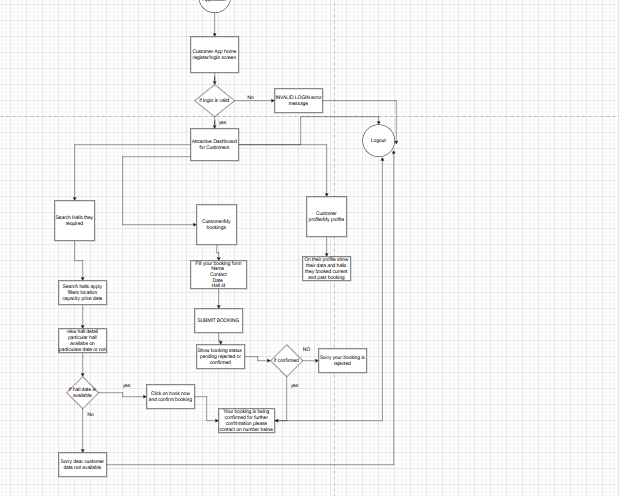 Application
Customer App home
register/login screen
if login is valid
No
INVALID LOGIN error
message
yes
Attractive Dashboard
for Customers
Logout
Search Halls they
required
Customer/My
bookings
Customer
profile/My profile
Fill your booking form
Name
Contact
Date
Hall id
On their profile show
their data and halls
they booked current
and past booking
Search halls apply
filters location
capacity price date
SUBMIT BOOKING
view hall detail
particular hall
available on
particulaar date or not
Show booking status
pending rejected or
confirmed
if confirmed
NO
Sorry your booking is
rejected
yes
if hall date is
available
yes
Click on book now
and confirm booking
No
Your booking is being
confirmed for further
confirmation please
contact on number below
Sorry dear customer
date not available